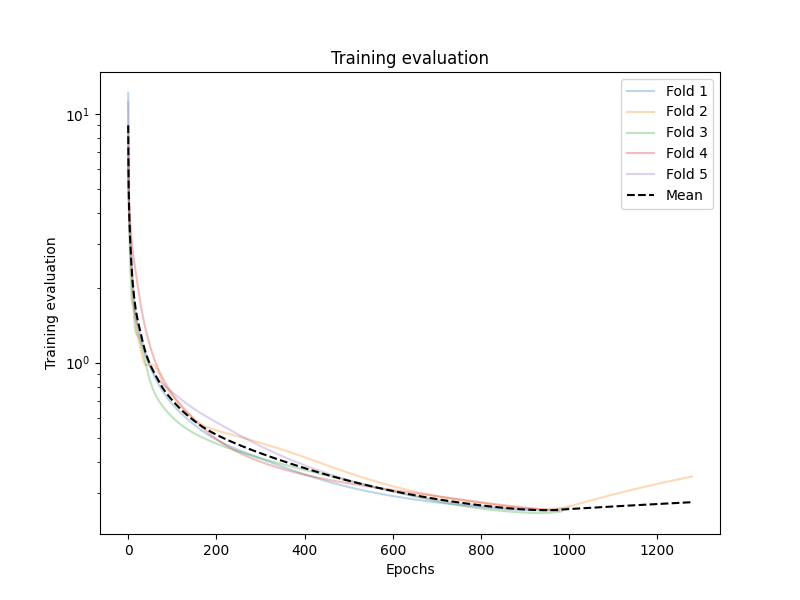 Training evaluation
Fold 1
Fold 2
Fold 3
Fold 4
Fold 5
Mean
Training evaluation
10¹
10⁰
0 200 400 600 800 1000 1200
Epochs